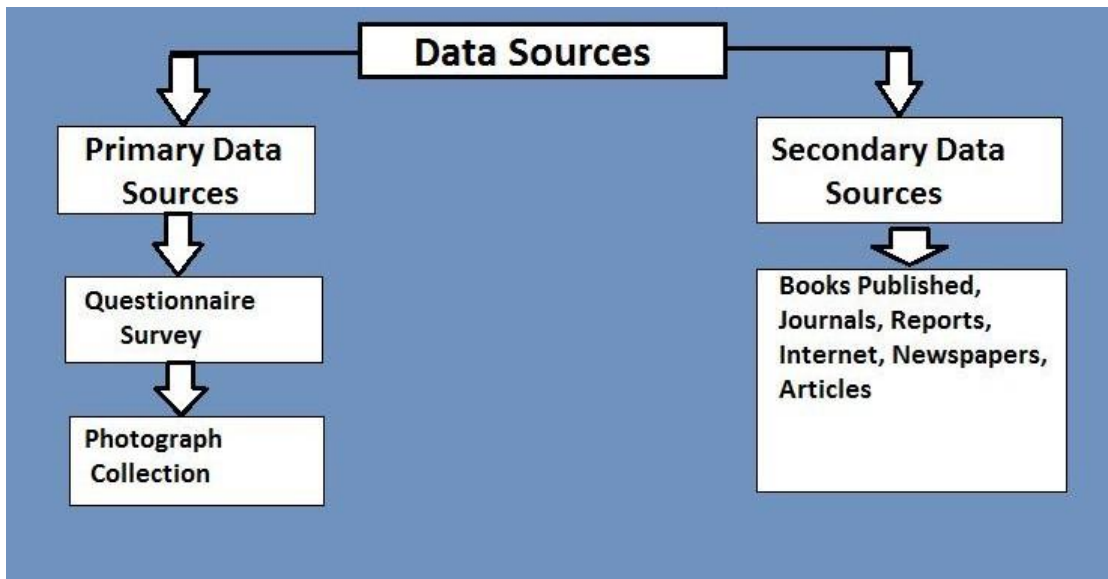 Data Sources
Primary Data
Sources
Questionnaire
Survey
Photograph
Collection
Secondary Data
Sources
Books Published,
Journals, Reports,
Internet, Newspapers,
Articles